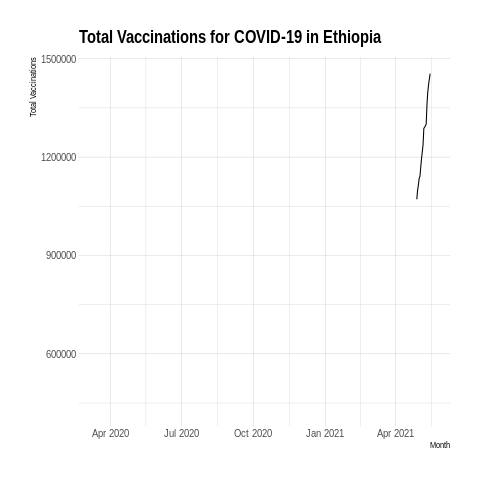 Total Vaccinations for COVID-19 in Ethiopia
Total Vaccinations
1500000
1200000
900000
600000
Apr 2020 Jul 2020 Oct 2020 Jan 2021 Apr 2021
Month